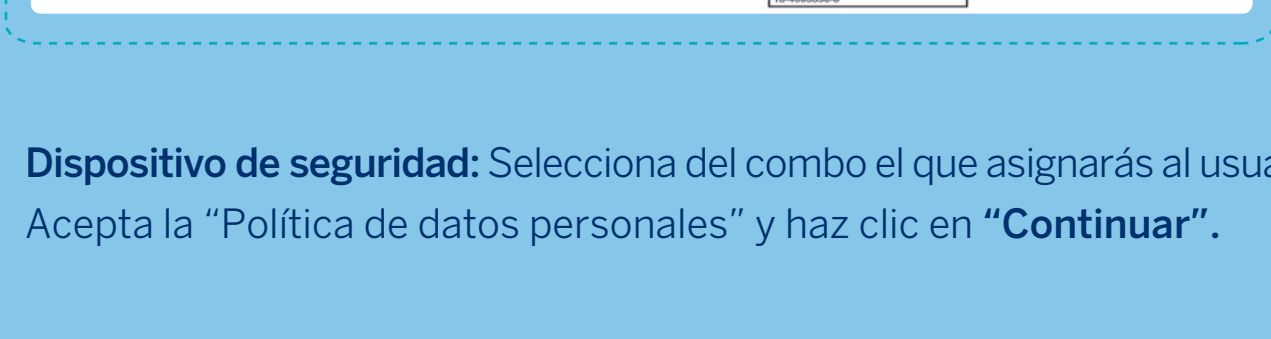 Dispositivo de seguridad: Selecciona del combo el que asignarás al
Acepta la “Política de datos personales” y haz clic en “Continuar”.